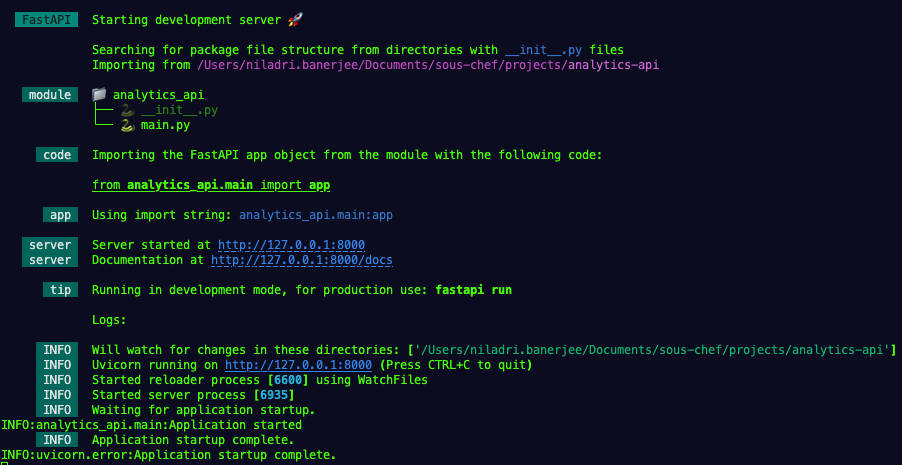 FastAPI Starting development server 🚀
Searching for package file structure from directories with __init__.py files
Importing from /Users/niladri.banerjee/Documents/sous-chef/projects/analytics-api
module 📁 analytics_api
├── 🐍 __init__.py
└── 🐍 main.py
code Importing the FastAPI app object from the module with the following code:
from analytics_api.main import app
app Using import string: analytics_api.main:app
server Server started at http://127.0.0.1:8000
server Documentation at http://127.0.0.1:8000/docs
tip Running in development mode, for production use: fastapi run
Logs:
INFO Will watch for changes in these directories: ['/Users/niladri.banerjee/Documents/sous-chef/projects/analytics-api']
INFO Uvicorn running on http://127.0.0.1:8000 (Press CTRL+C to quit)
INFO Started reloader process [6600] using WatchFiles
INFO Started server process [6935]
INFO Waiting for application startup.
INFO:analytics_api.main:Application started
INFO Application startup complete.
INFO:uvicorn.error:Application startup complete.